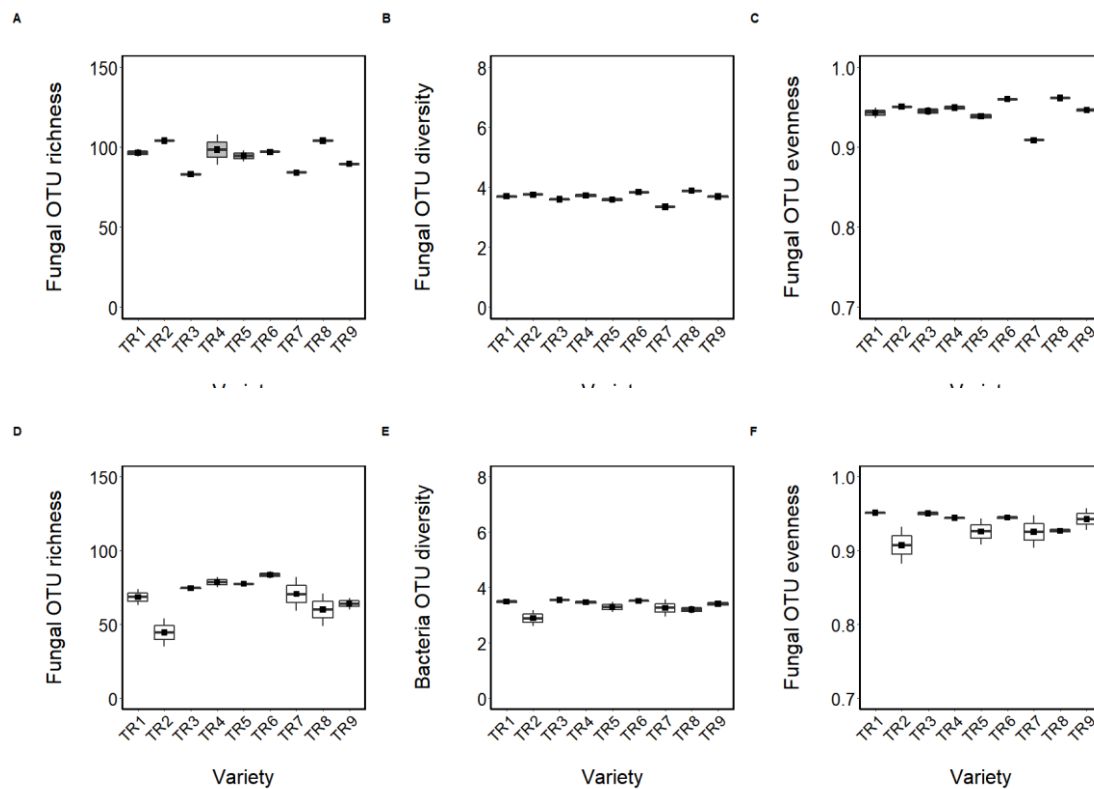 A
B
C
Fungal OTU richness
150
100
50
0
TR1 TR2 TR3 TR4 TR5 TR6 TR7 TR8 TR9
Variety
Fungal OTU diversity
8
6
4
2
0
TR1 TR2 TR3 TR4 TR5 TR6 TR7 TR8 TR9
Variety
Fungal OTU evenness
1.0
0.9
0.8
0.7
TR1 TR2 TR3 TR4 TR5 TR6 TR7 TR8 TR9
Variety
D
E
F
Fungal OTU richness
150
100
50
0
TR1 TR2 TR3 TR4 TR5 TR6 TR7 TR8 TR9
Variety
Bacteria OTU diversity
8
6
4
2
0
TR1 TR2 TR3 TR4 TR5 TR6 TR7 TR8 TR9
Variety
Fungal OTU evenness
1.0
0.9
0.8
0.7
TR1 TR2 TR3 TR4 TR5 TR6 TR7 TR8 TR9
Variety